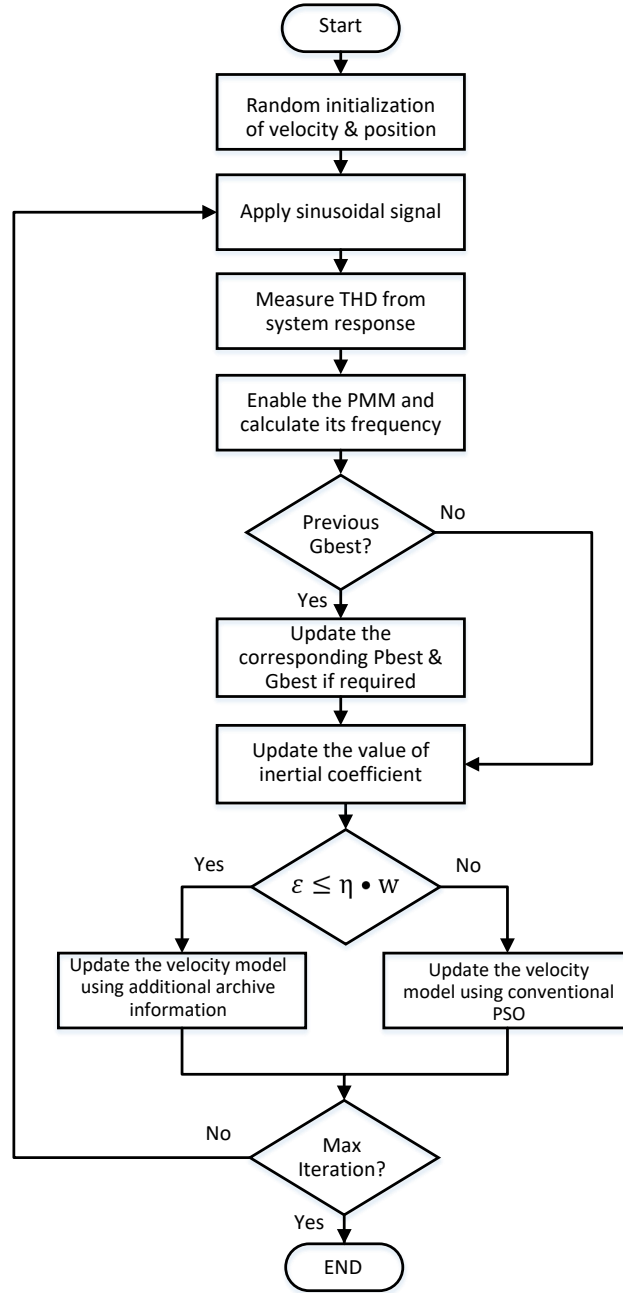 Start
Random initialization
of velocity & position
Apply sinusoidal signal
Measure THD from
system response
Enable the PMM and
calculate its frequency
Previous
Gbest?
No
Yes
Update the
corresponding Pbest &
Gbest if required
Update the value of
inertial coefficient
Yes
ε ≤ η • w
No
Update the velocity model
using additional archive
information
Update the velocity
model using conventional
PSO
No
Max
Iteration?
Yes
END